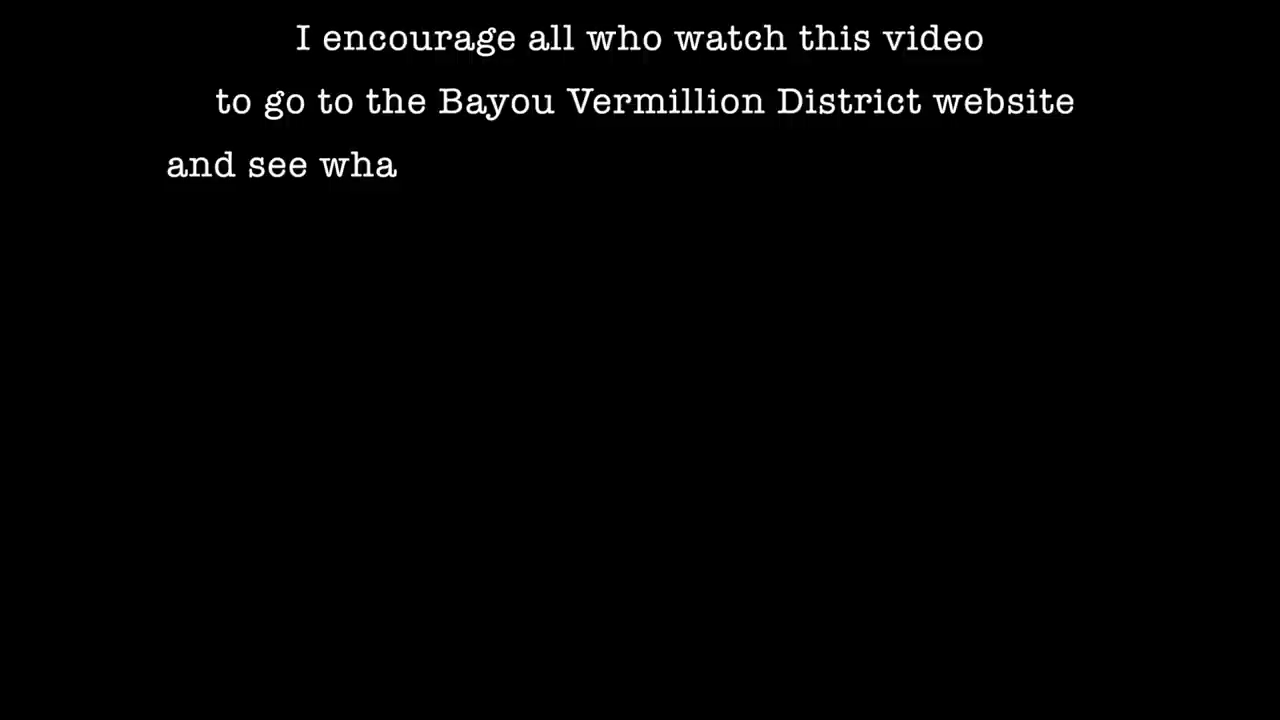 I encourage all who watch this video
to go to the Bayou Vermillion District website
and see wha